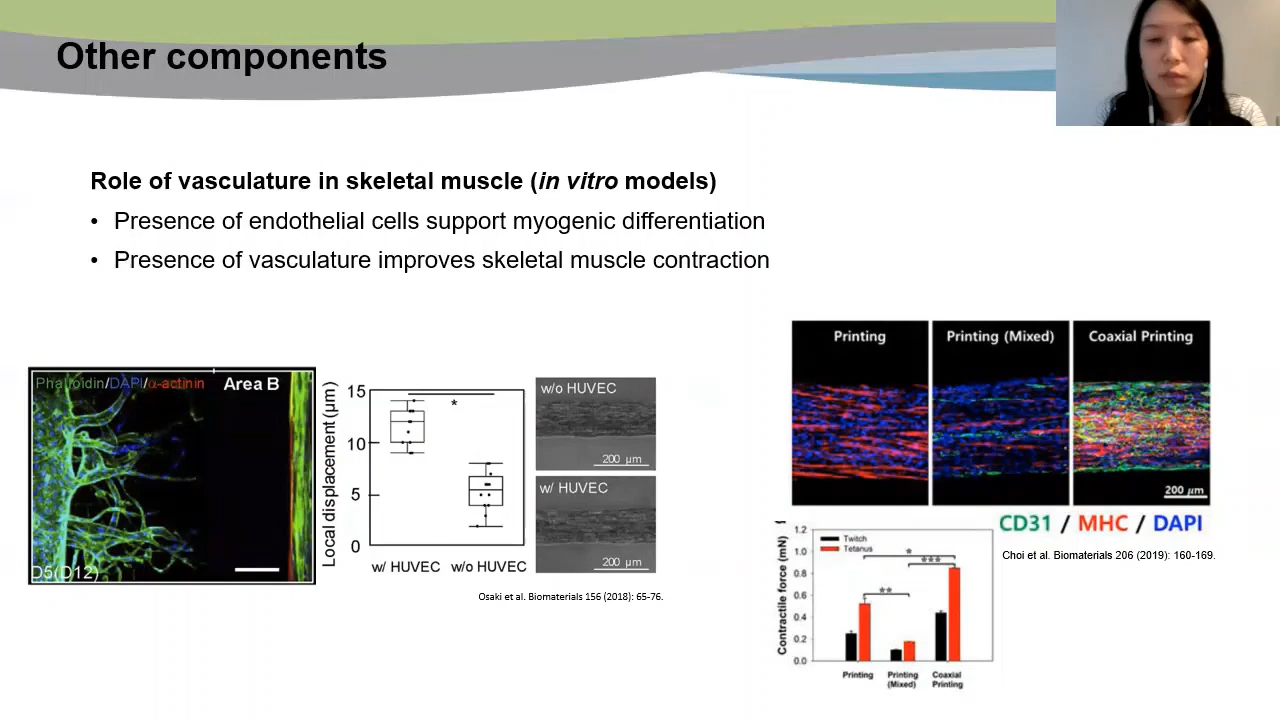 Other components
Role of vasculature in skeletal muscle (in vitro models)
• Presence of endothelial cells support myogenic differentiation
• Presence of vasculature improves skeletal muscle contraction
Phalloidin/DAPI/α-actinin
Area B
D5(D12)
Local displacement (μm)
15
10
5
0
*
w/ HUVEC
w/o HUVEC
w/o HUVEC
200 μm
w/ HUVEC
200 μm
Osaki et al. Biomaterials 156 (2018): 65-76.
Printing
Printing (Mixed)
Coaxial Printing
200 μm
CD31 / MHC / DAPI
Choi et al. Biomaterials 206 (2019): 160-169.
Contractile force (mN)
1.2
1.0
0.8
0.6
0.4
0.2
0.0
Twitch
Tetanus
*
***
**
Printing
Printing
(Mixed)
Coaxial
Printing